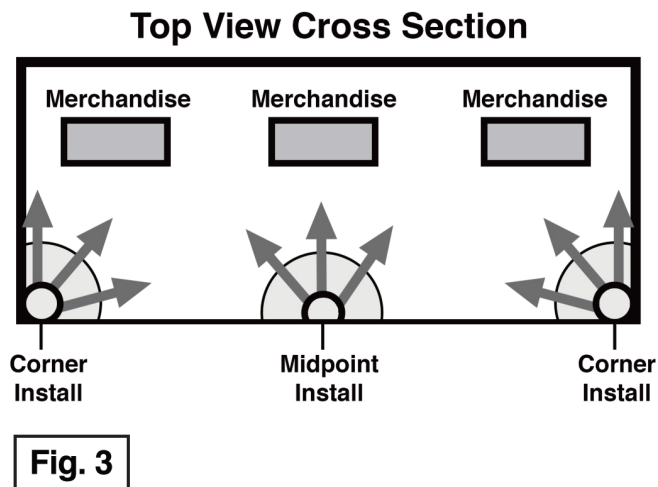 Top View Cross Section
Merchandise Merchandise Merchandise
Corner Install
Midpoint Install
Corner Install
Fig. 3